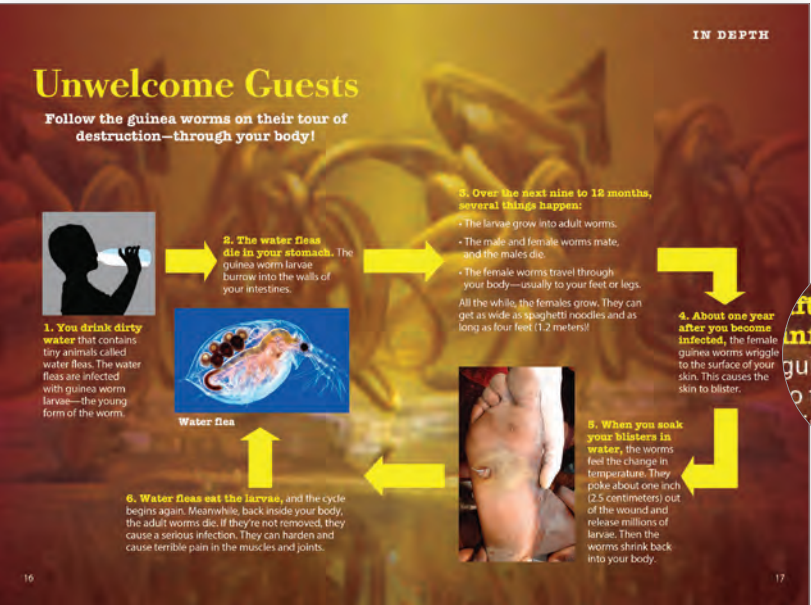 IN DEPTH
Unwelcome Guests
Follow the guinea worms on their tour of
destruction—through your body!
1. You drink dirty
water that contains
tiny animals called
water fleas. The water
fleas are infected
with guinea worm
larvae—the young
form of the worm.
2. The water fleas
die in your stomach. The
guinea worm larvae
burrow into the walls of
your intestines.
Water flea
3. Over the next nine to 12 months,
several things happen:
• The larvae grow into adult worms.
• The male and female worms mate,
and the males die.
• The female worms travel through
your body—usually to your feet or legs.
All the while, the females grow. They can
get as wide as spaghetti noodles and as
long as four feet (1.2 meters)!
4. About one year
after you become
infected, the female
guinea worms wriggle
to the surface of your
skin. This causes the
skin to blister.
5. When you soak
your blisters in
water, the worms
feel the change in
temperature. They
poke about one inch
(2.5 centimeters) out
of the wound and
release millions of
larvae. Then the
worms shrink back
into your body.
6. Water fleas eat the larvae, and the cycle
begins again. Meanwhile, back inside your body,
the adult worms die. If they're not removed, they
cause a serious infection. They can harden and
cause terrible pain in the muscles and joints.
16
17